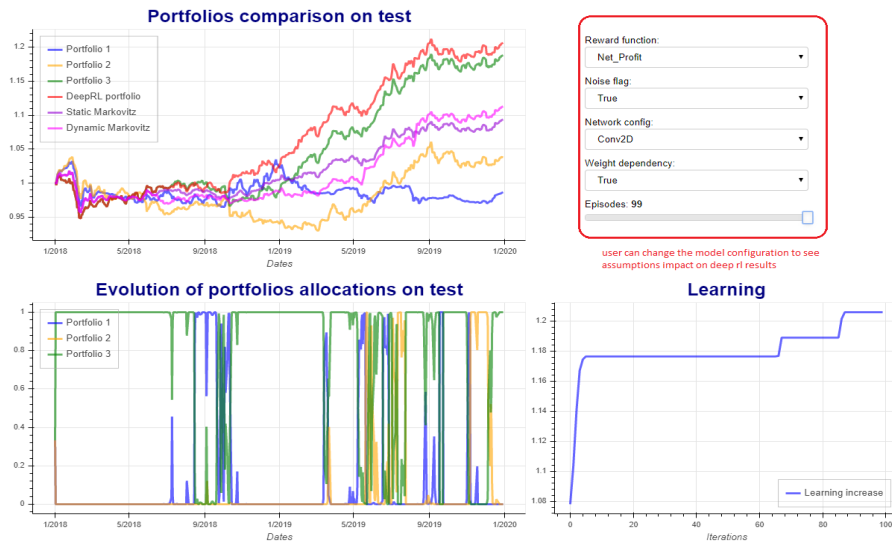 Portfolios comparison on test
1.2
1.15
1.1
1.05
1
0.95
Portfolio 1
Portfolio 2
Portfolio 3
DeepRL portfolio
Static Markovitz
Dynamic Markovitz
1/2018
5/2018
9/2018
1/2019
5/2019
9/2019
1/2020
Dates
Reward function:
Net_Profit
Noise flag:
True
Network config:
Conv2D
Weight dependency:
True
Episodes: 99
user can change the model configuration to see
assumptions impact on deep rl results
Evolution of portfolios allocations on test
1
0.8
0.6
0.4
0.2
0
Portfolio 1
Portfolio 2
Portfolio 3
1/2018
5/2018
9/2018
1/2019
5/2019
9/2019
1/2020
Dates
Learning
1.2
1.18
1.16
1.14
1.12
1.1
1.08
Learning increase
0
20
40
60
80
100
Iterations